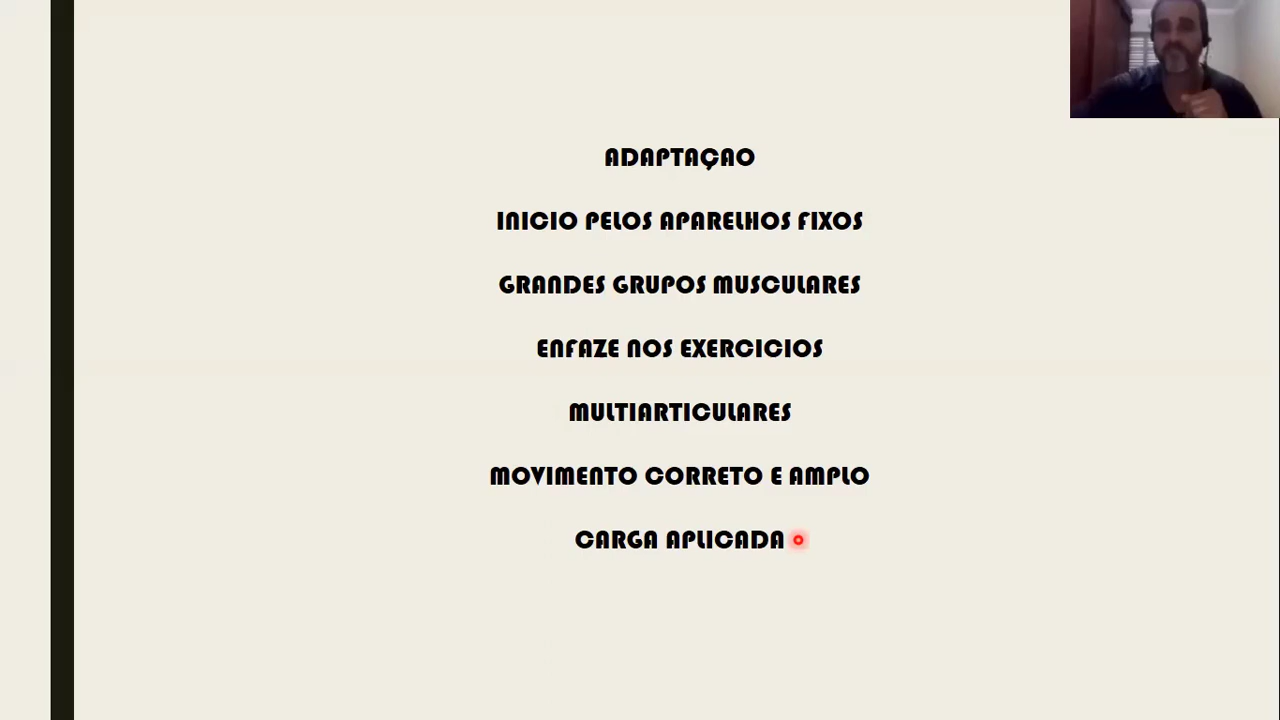 ADAPTAÇAO
INICIO PELOS APARELHOS FIXOS
GRANDES GRUPOS MUSCULARES
ENFAZE NOS EXERCICIOS
MULTIARTICULARES
MOVIMENTO CORRETO E AMPLO
CARGA APLICADA